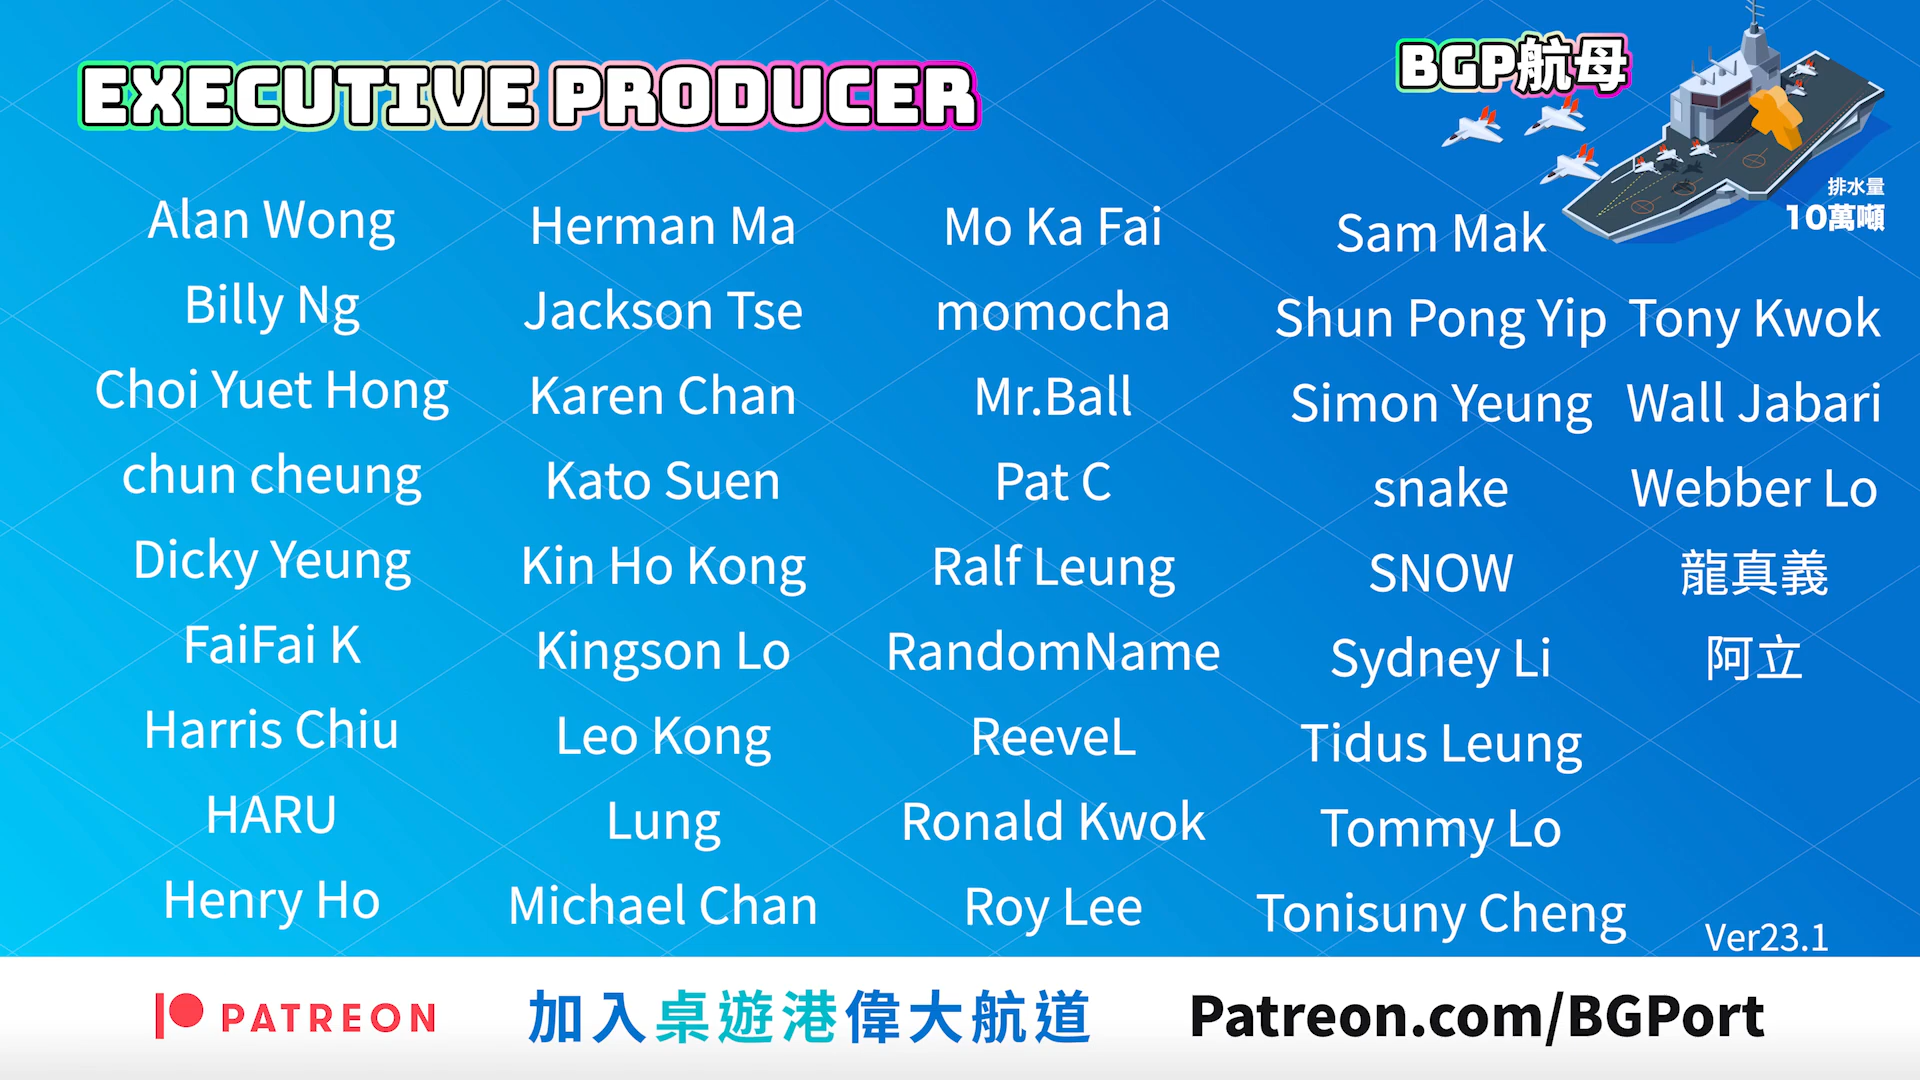 EXECUTIVE PRODUCER
BGP航母
排水量
10萬噸
Alan Wong
Billy Ng
Choi Yuet Hong
chun cheung
Dicky Yeung
FaiFai K
Harris Chiu
HARU
Henry Ho
Herman Ma
Jackson Tse
Karen Chan
Kato Suen
Kin Ho Kong
Kingson Lo
Leo Kong
Lung
Michael Chan
Mo Ka Fai
momocha
Mr.Ball
Pat C
Ralf Leung
RandomName
ReeveL
Ronald Kwok
Roy Lee
Sam Mak
Shun Pong Yip
Simon Yeung
snake
SNOW
Sydney Li
Tidus Leung
Tommy Lo
Tonisuny Cheng
Tony Kwok
Wall Jabari
Webber Lo
龍真義
阿立
Ver23.1
PATREON
加入桌遊港偉大航道
Patreon.com/BGPort